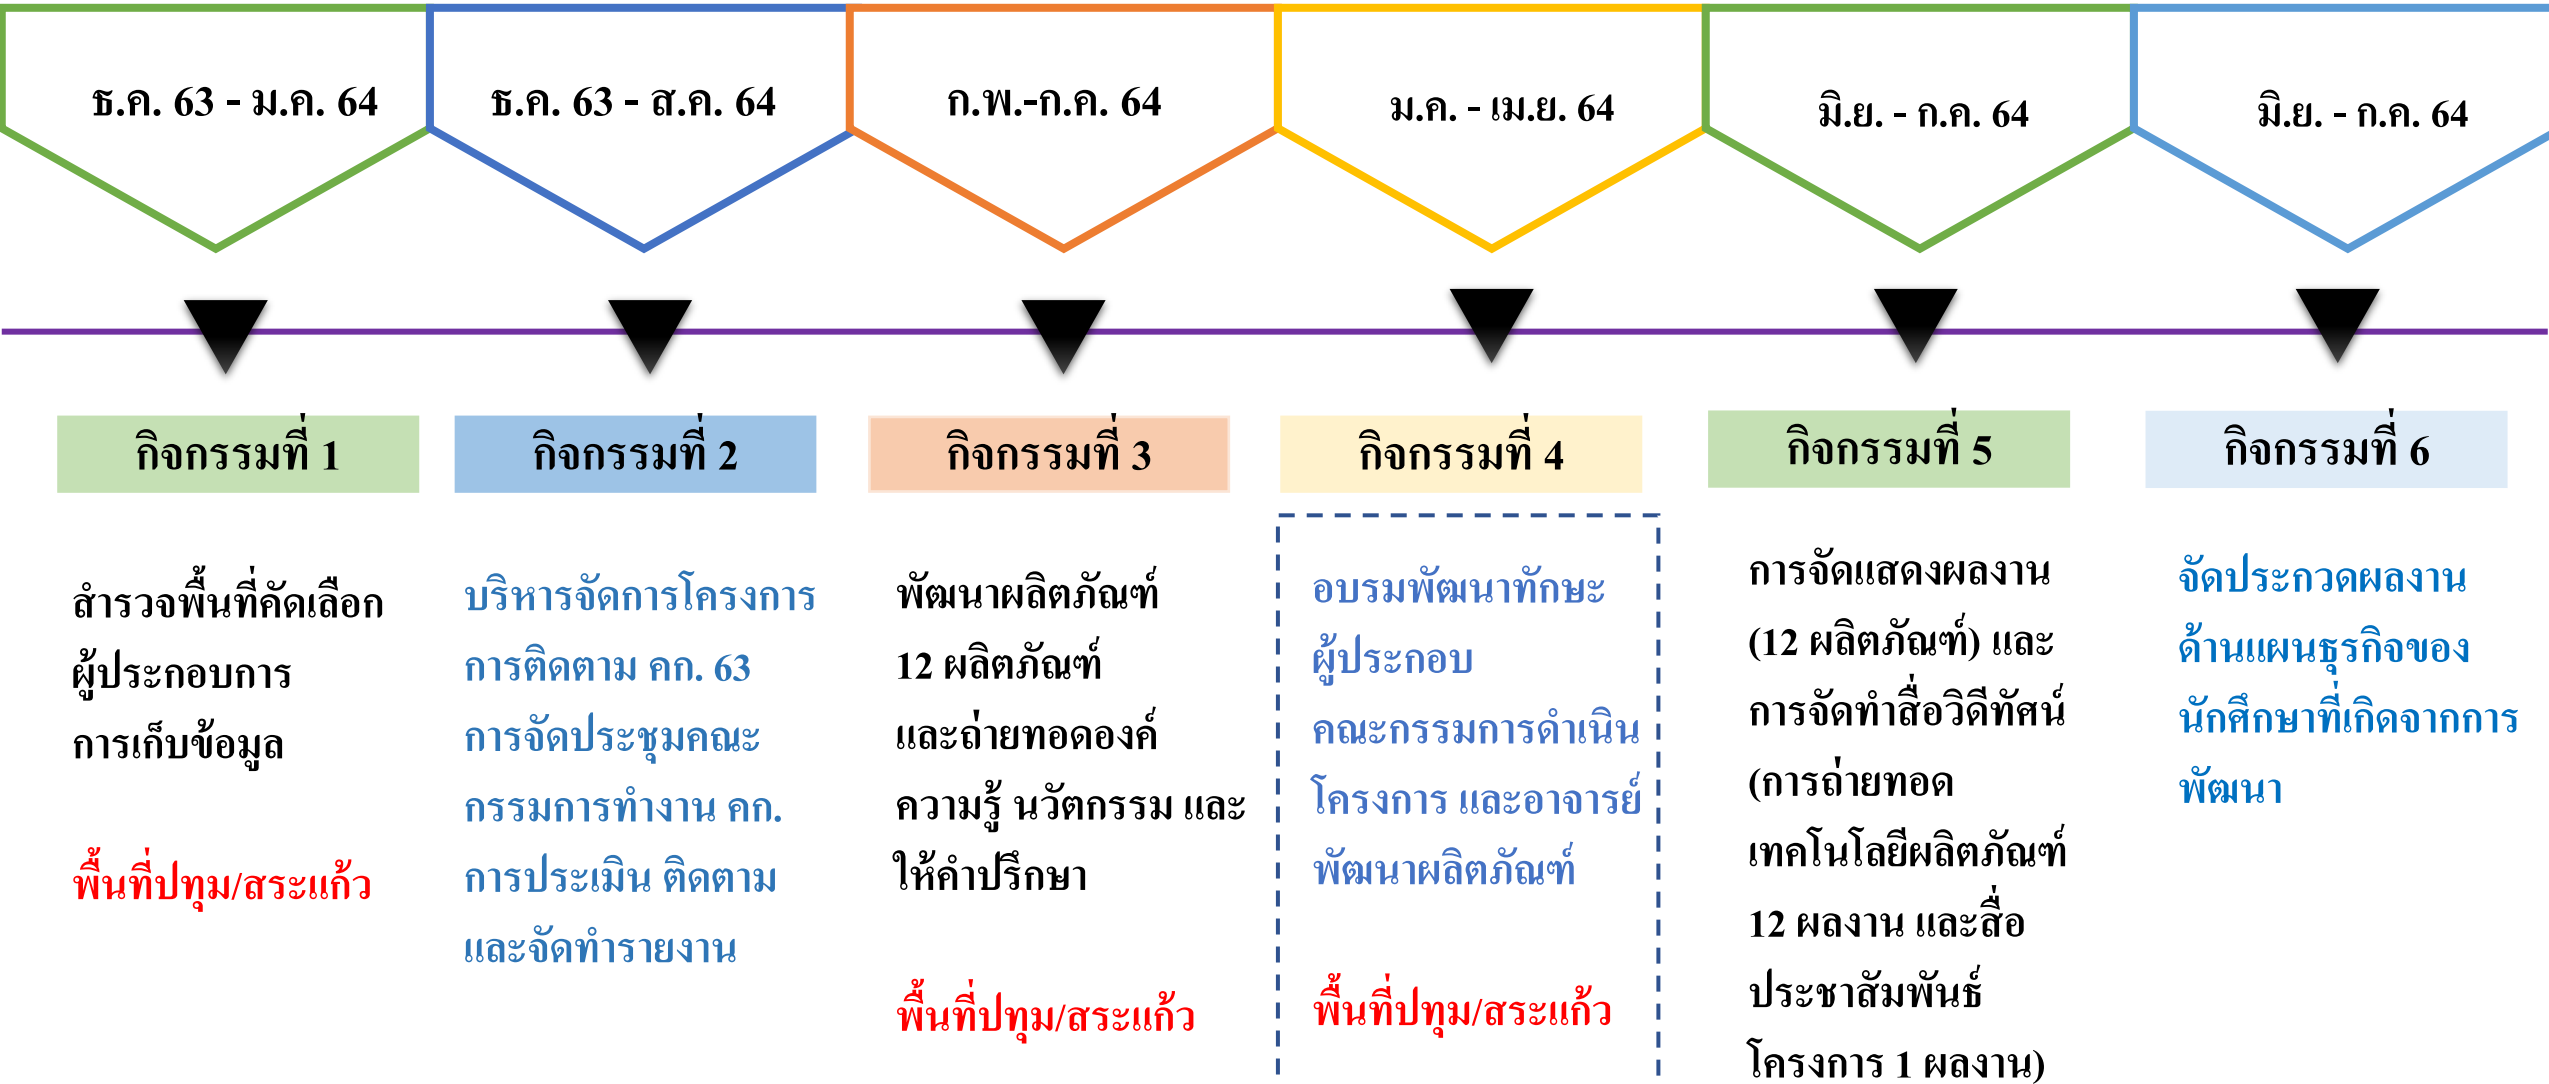 ธ.ค. 63 - ม.ค. 64
ธ.ค. 63 - ส.ค. 64
ก.พ.-ก.ค. 64
ม.ค. - เม.ย. 64
มิ.ย. - ก.ค. 64
มิ.ย. - ก.ค. 64
กิจกรรมที่ 1
กิจกรรมที่ 2
กิจกรรมที่ 3
กิจกรรมที่ 4
กิจกรรมที่ 5
กิจกรรมที่ 6
สำรวจพื้นที่คัดเลือก
ผู้ประกอบการ
การเก็บข้อมูล
พื้นที่ปทุม/สระแก้ว
บริหารจัดการโครงการ
การติดตาม คก. 63
การจัดประชุมคณะ
กรรมการทำงาน คก.
การประเมิน ติดตาม
และจัดทำรายงาน
พัฒนาผลิตภัณฑ์
12 ผลิตภัณฑ์
และถ่ายทอดองค์
ความรู้ นวัตกรรม และ
ให้คำปรึกษา
พื้นที่ปทุม/สระแก้ว
อบรมพัฒนาทักษะ
ผู้ประกอบ
คณะกรรมการดำเนิน
โครงการ และอาจารย์
พัฒนาผลิตภัณฑ์
พื้นที่ปทุม/สระแก้ว
การจัดแสดงผลงาน
(12 ผลิตภัณฑ์) และ
การจัดทำสื่อวิดีทัศน์
(การถ่ายทอด
เทคโนโลยีผลิตภัณฑ์
12 ผลงาน และสื่อ
ประชาสัมพันธ์
โครงการ 1 ผลงาน)
จัดประกวดผลงาน
ด้านแผนธุรกิจของ
นักศึกษาที่เกิดจากการ
พัฒนา